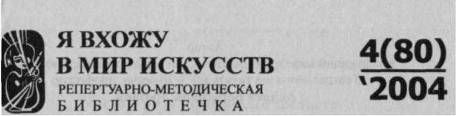 Я ВХОЖУ
В МИР ИСКУССТВ
РЕПЕРТУАРНО-МЕТОДИЧЕСКАЯ
БИБЛИОТЕЧКА
4(80)
'2004